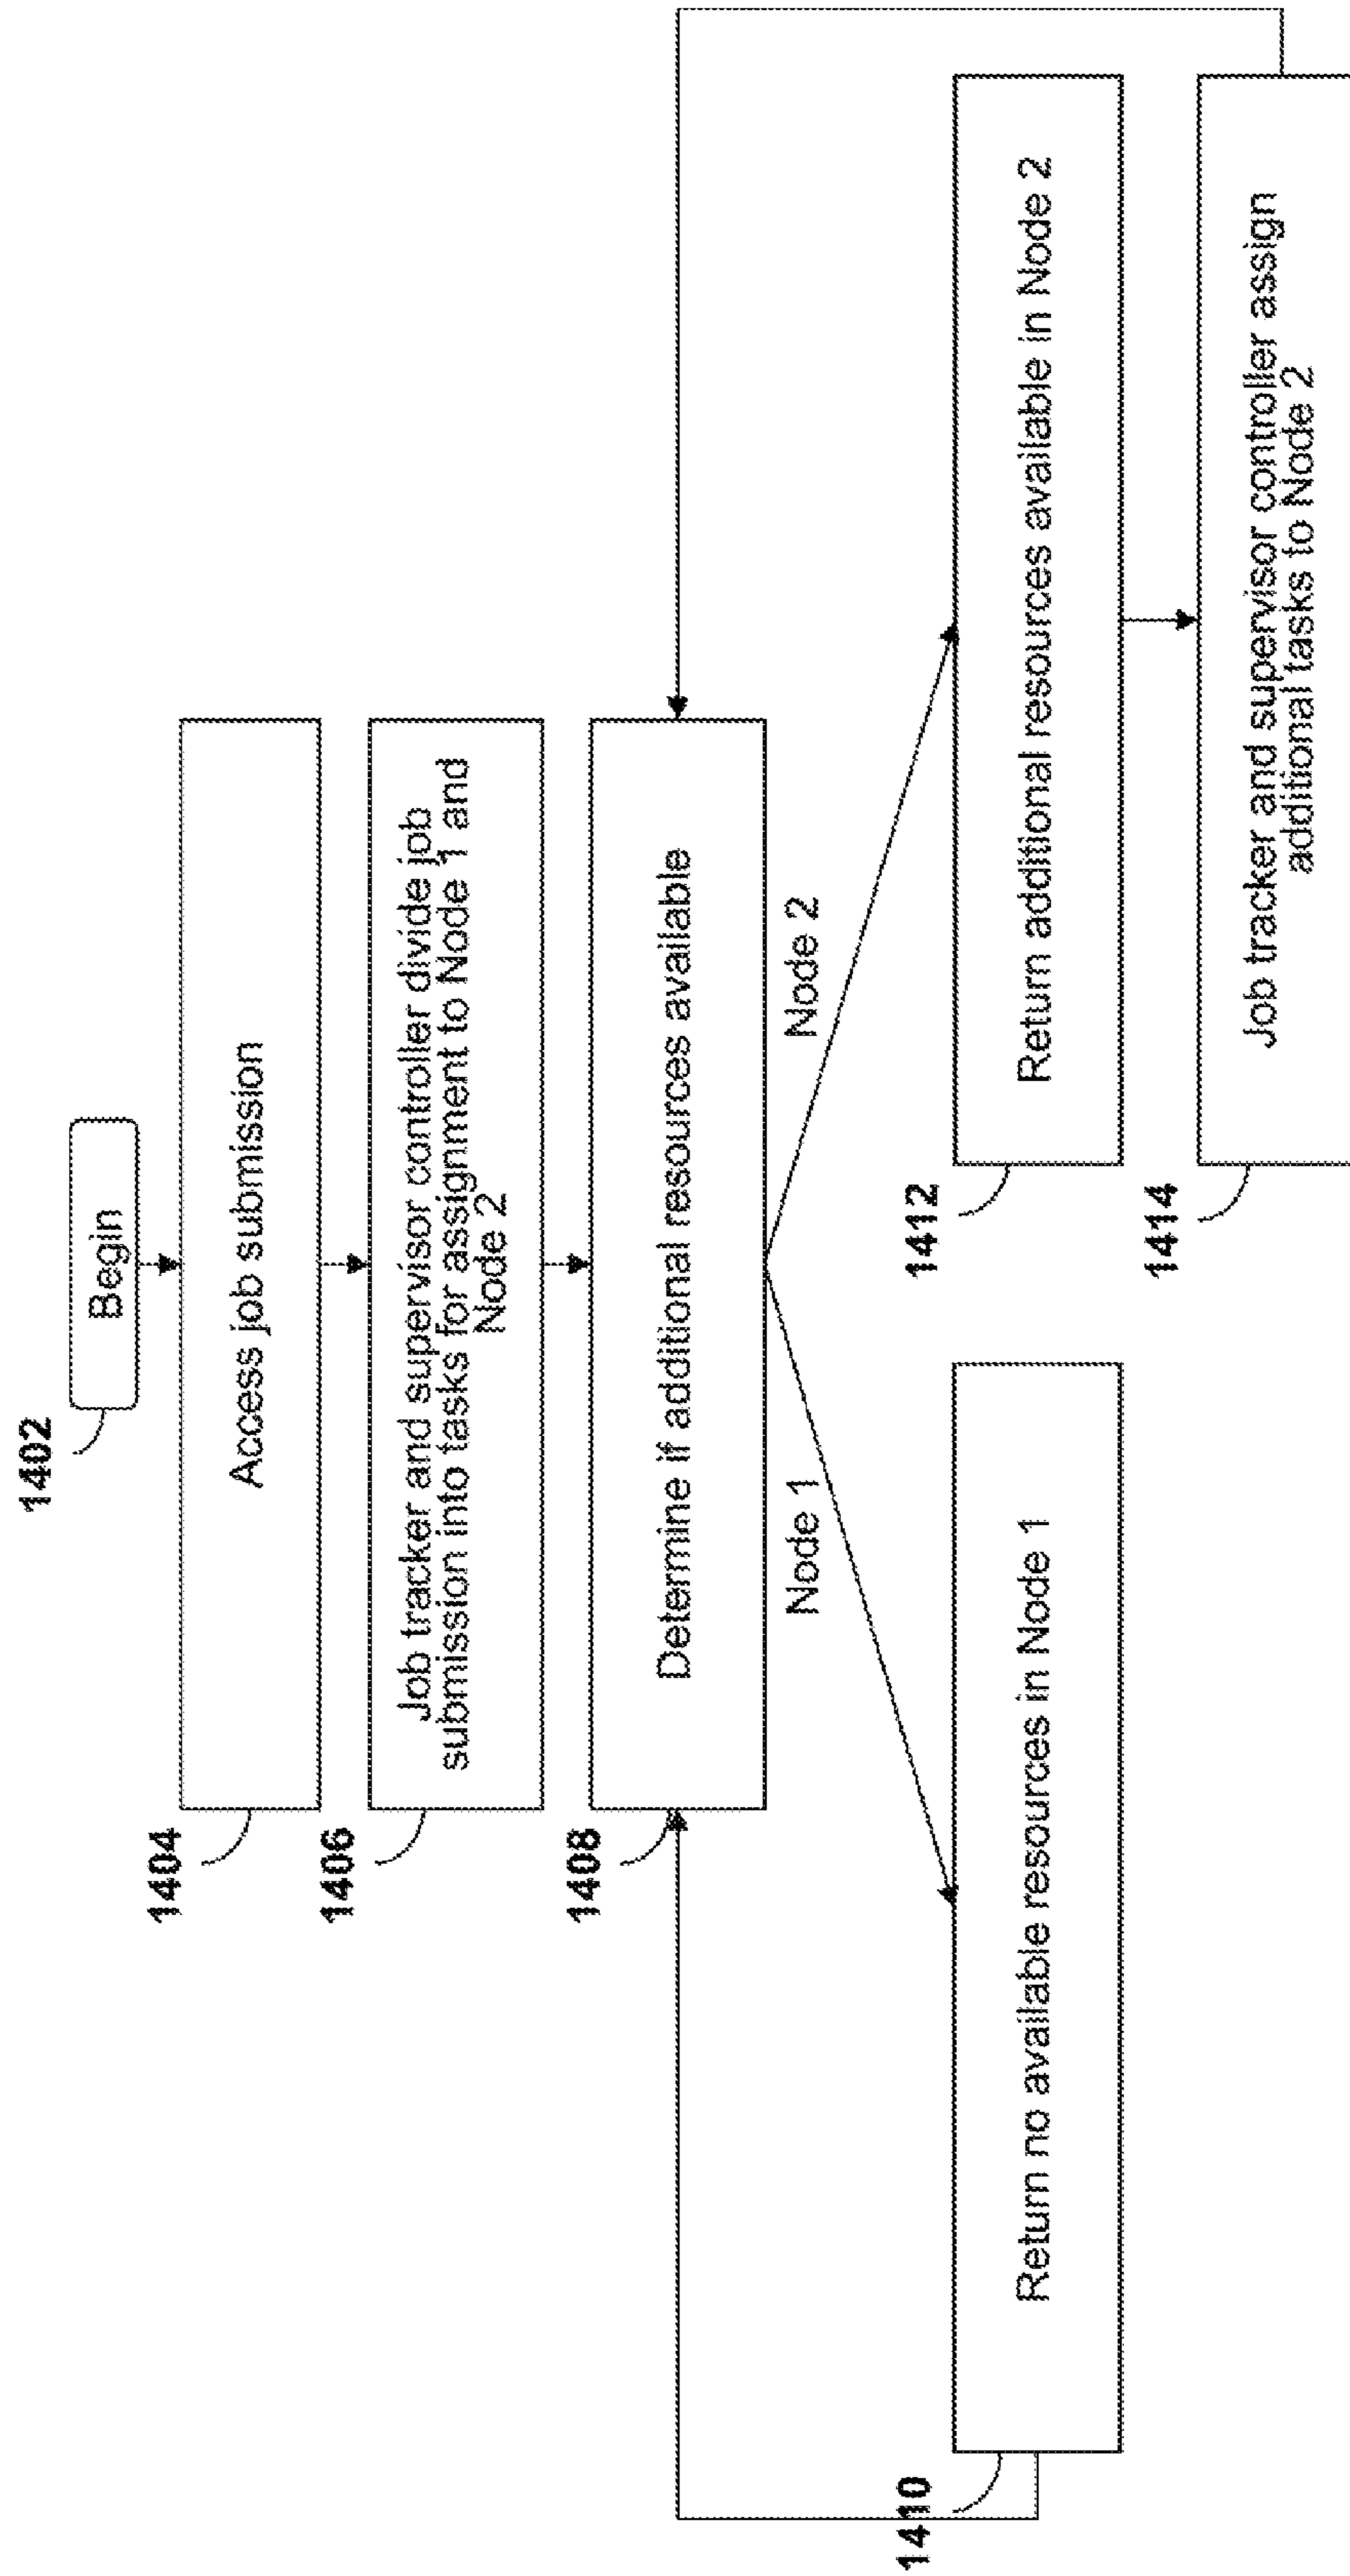 1402
Begin
1404
Access job submission
1406
Job tracker and supervisor controller divide job
submission into tasks for assignment to Node 1 and
Node 2
1408
Determine if additional resources available
Node 1
Node 2
1410
Return no available resources in Node 1
1412
Return additional resources available in Node 2
1414
Job tracker and supervisor controller assign
additional tasks to Node 2